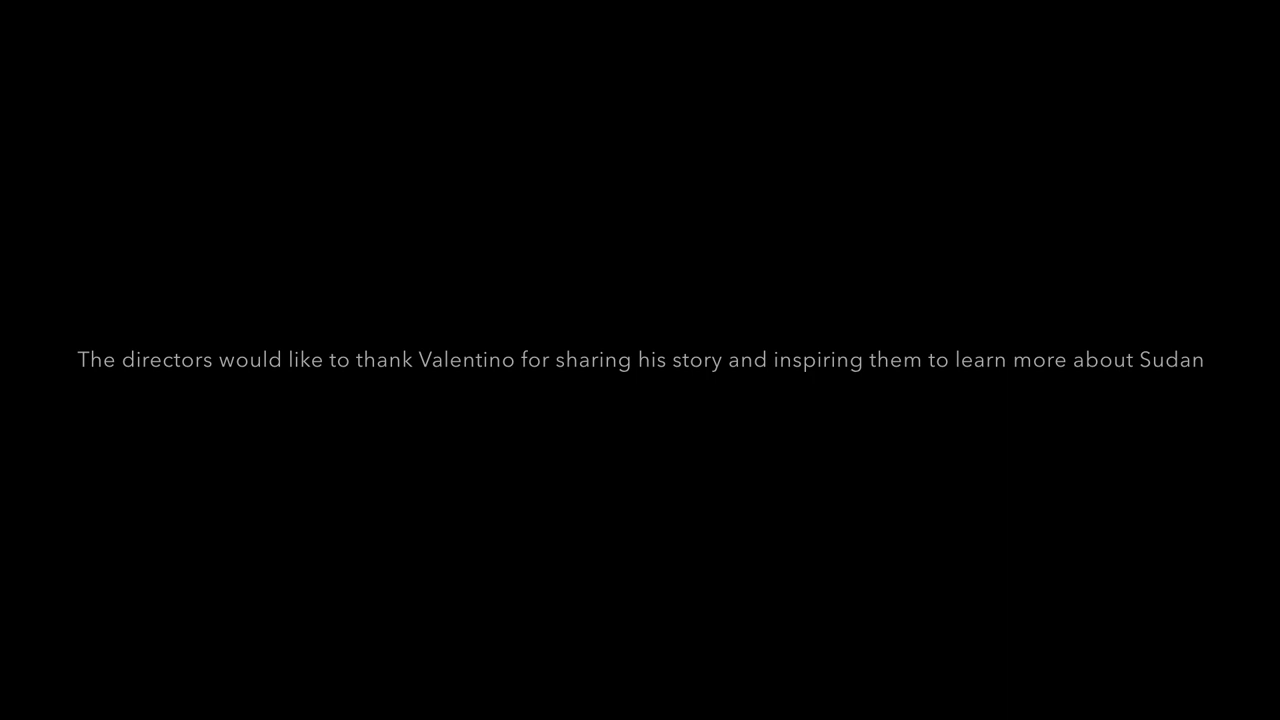 The directors would like to thank Valentino for sharing his story and inspiring them to learn more about Sudan